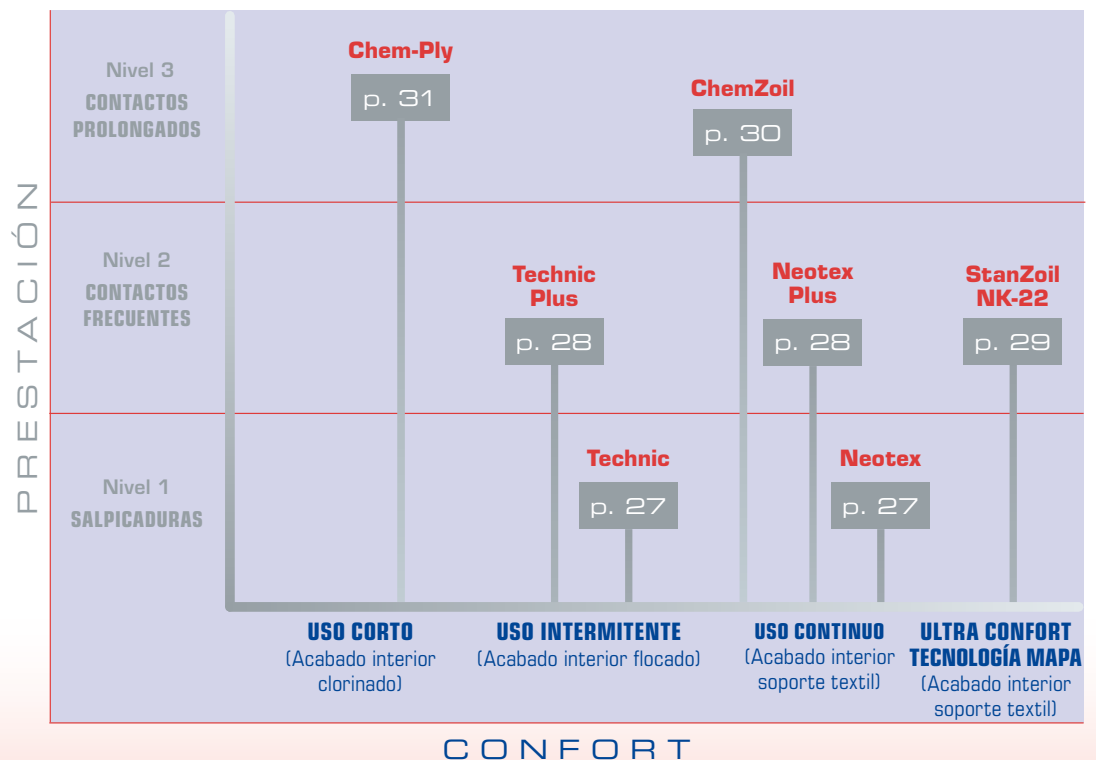 PRESTACIÓN
Nivel 3
CONTACTOS
PROLONGADOS
Chem-Ply
p. 31
ChemZoil
p. 30
Nivel 2
CONTACTOS
FRECUENTES
Technic
Plus
p. 28
Neotex
Plus
p. 28
StanZoil
NK-22
p. 29
Nivel 1
SALPICADURAS
Technic
p. 27
Neotex
p. 27
USO CORTO
(Acabado interior
clorinado)
USO INTERMITENTE
(Acabado interior flocado)
USO CONTINUO
(Acabado interior
soporte textil)
ULTRA CONFORT
TECNOLOGÍA MAPA
(Acabado interior
soporte textil)
CONFORT